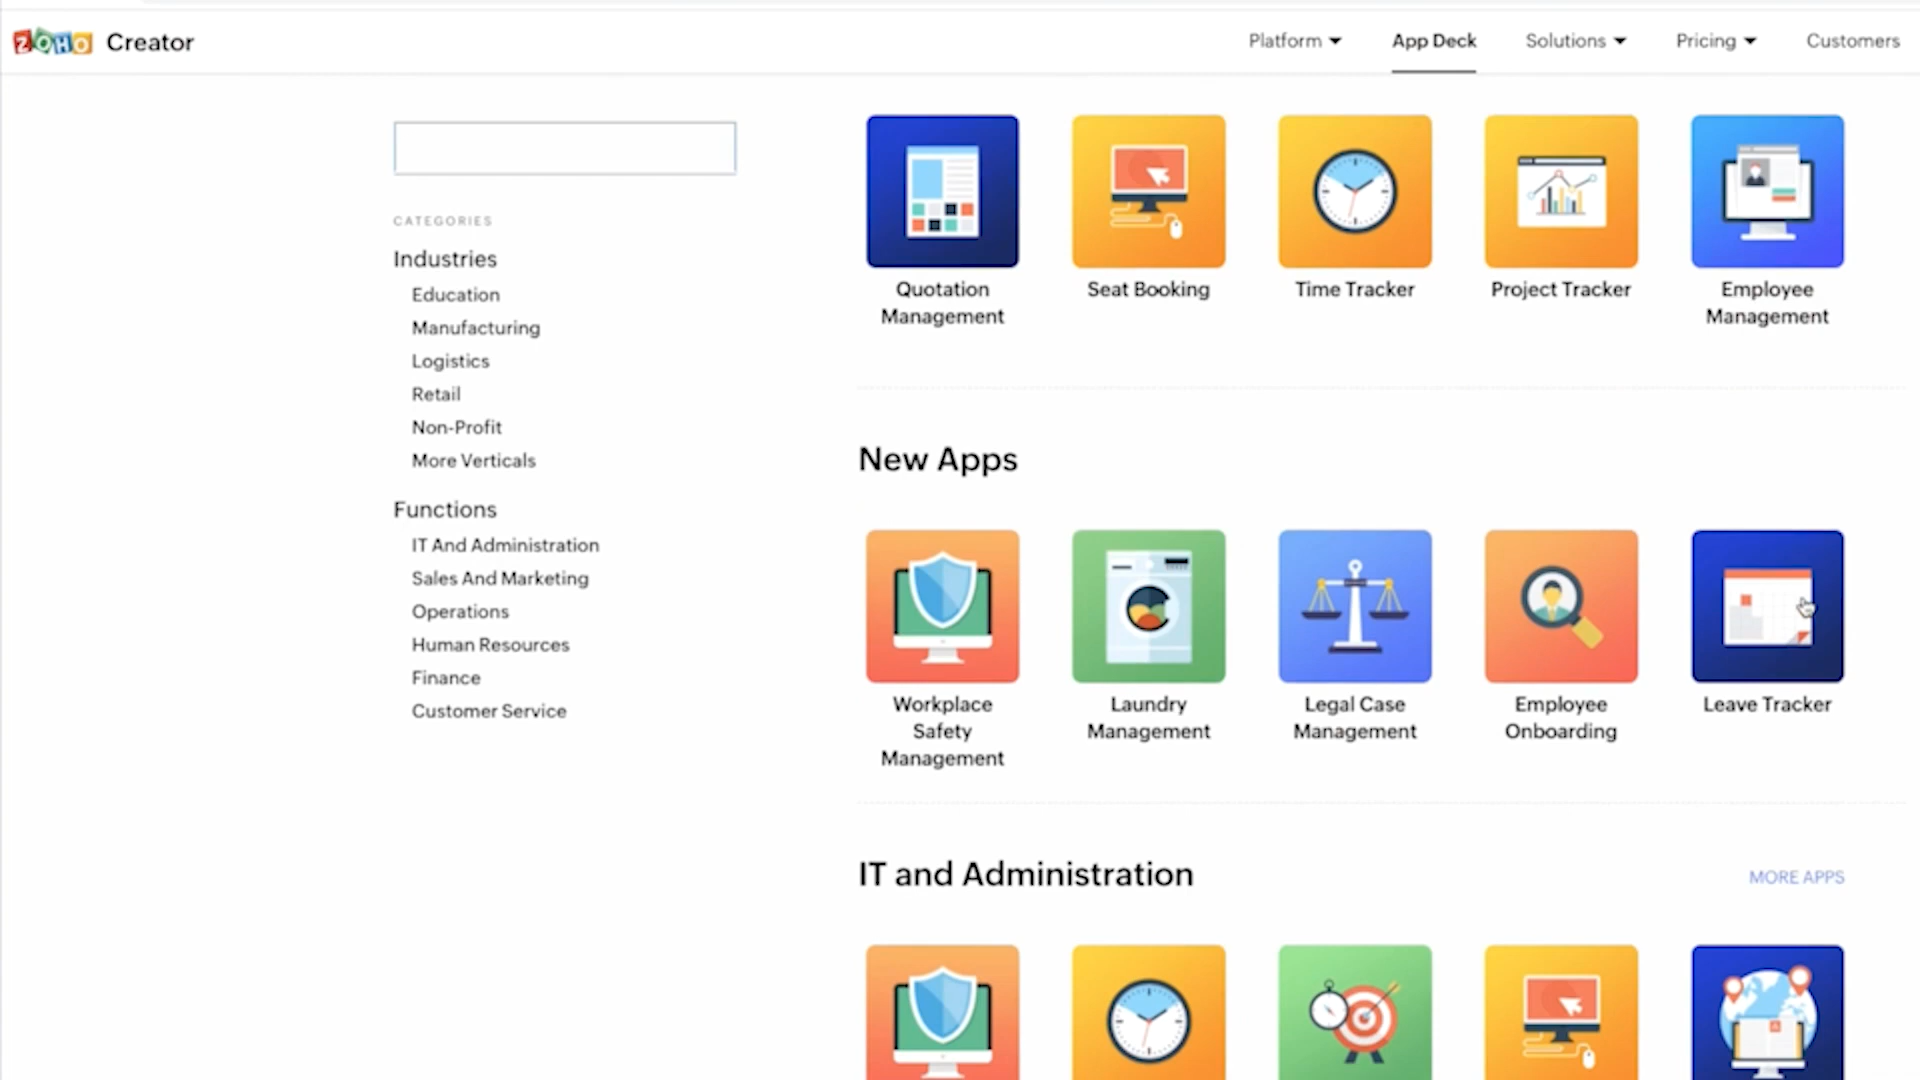 ZOHO Creator
Platform
App Deck
Solutions
Pricing
Customers
CATEGORIES
Industries
Education
Manufacturing
Logistics
Retail
Non-Profit
More Verticals
Functions
IT And Administration
Sales And Marketing
Operations
Human Resources
Finance
Customer Service
Quotation
Management
Seat Booking
Time Tracker
Project Tracker
Employee
Management
New Apps
Workplace
Safety
Management
Laundry
Management
Legal Case
Management
Employee
Onboarding
Leave Tracker
IT and Administration
MORE APPS